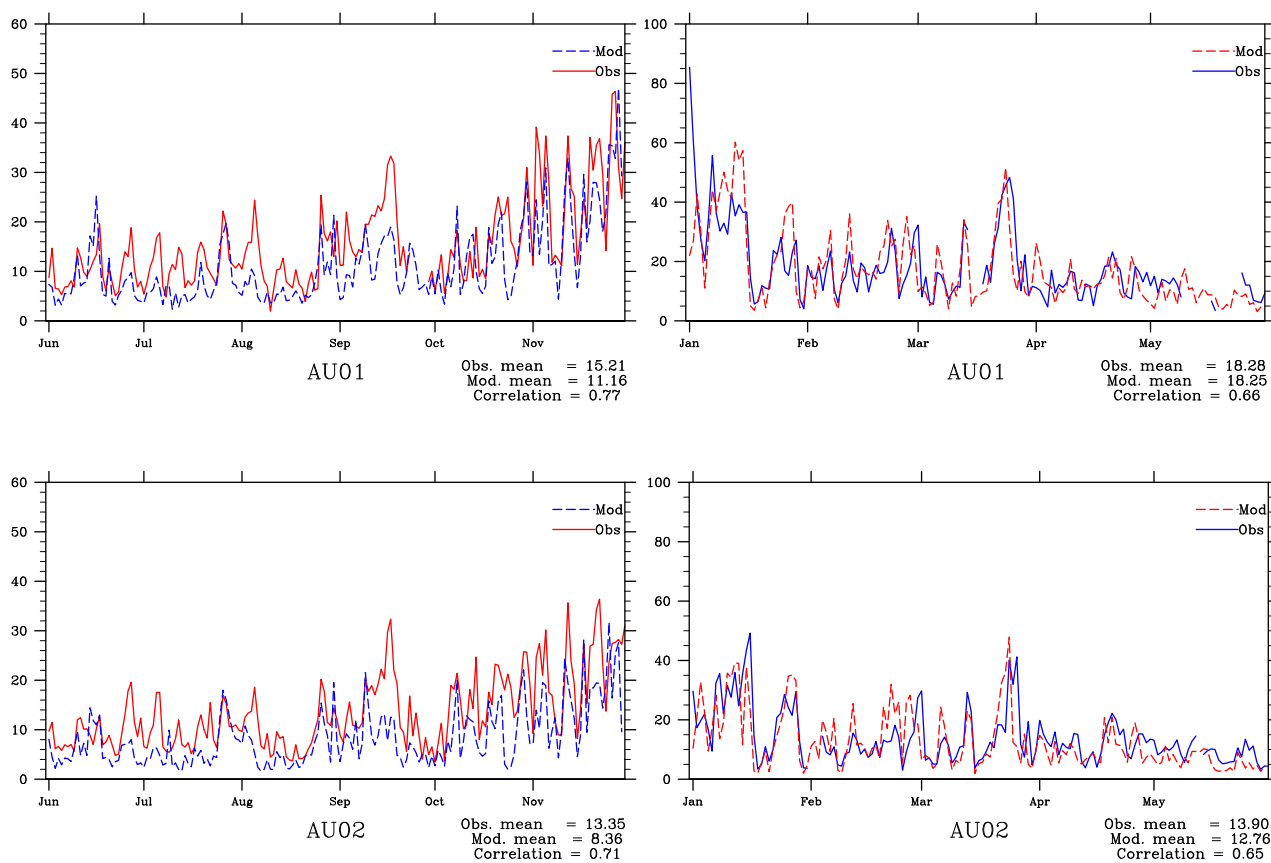 60
50
40
30
20
10
0
Mod
Obs
Jun Jul Aug Sep Oct Nov
AU01
Obs. mean = 15.21
Mod. mean = 11.16
Correlation = 0.77
100
80
60
40
20
0
Mod
Obs
Jan Feb Mar Apr May
AU01
Obs. mean = 18.28
Mod. mean = 18.25
Correlation = 0.66
60
50
40
30
20
10
0
Mod
Obs
Jun Jul Aug Sep Oct Nov
AU02
Obs. mean = 13.35
Mod. mean = 8.36
Correlation = 0.71
100
80
60
40
20
0
Mod
Obs
Jan Feb Mar Apr May
AU02
Obs. mean = 13.90
Mod. mean = 12.76
Correlation = 0.65